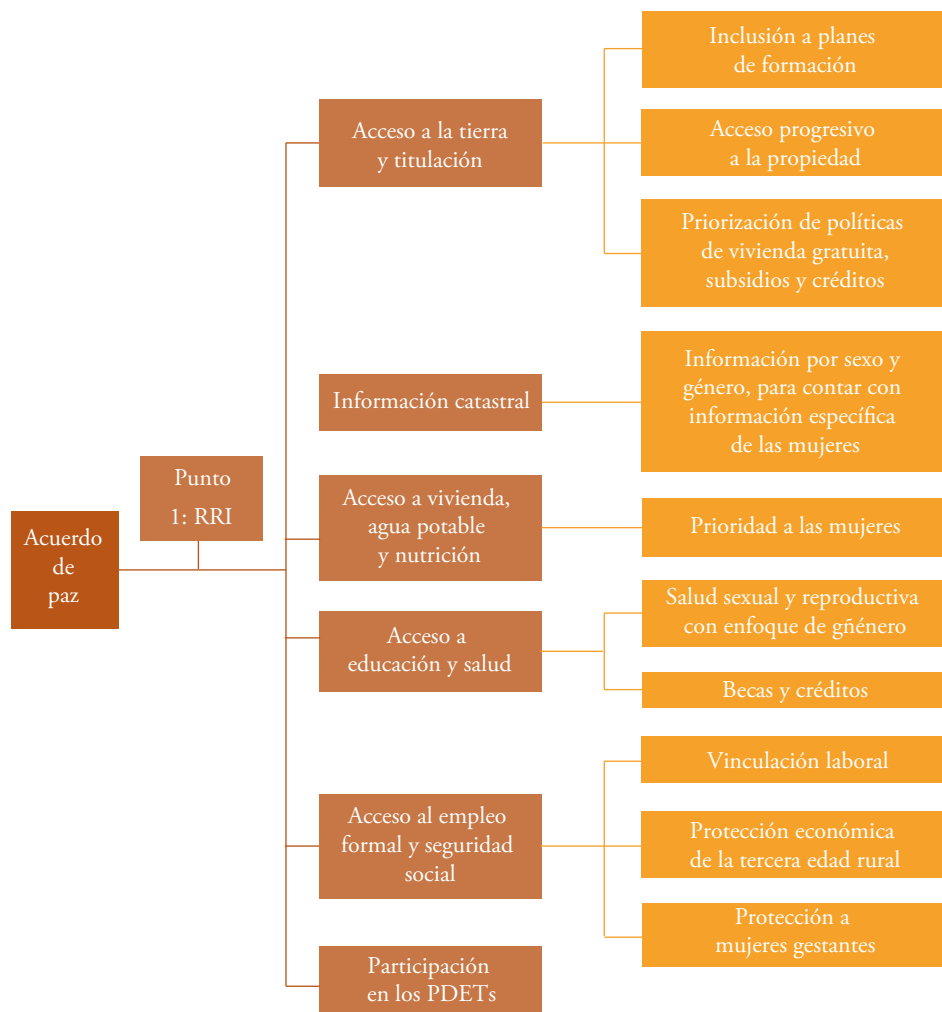 Acuerdo
de
paz
Punto
1: RRI
Acceso a la tierra
y titulación
Inclusión a planes
de formación
Acceso progresivo
a la propiedad
Priorización de políticas
de vivienda gratuita,
subsidios y créditos
Información catastral
Información por sexo y
género, para contar con
información específica
de las mujeres
Acceso a vivienda,
agua potable
y nutrición
Prioridad a las mujeres
Acceso a
educación y salud
Salud sexual y reproductiva
con enfoque de gñénero
Becas y créditos
Acceso al empleo
formal y seguridad
social
Vinculación laboral
Protección económica
de la tercera edad rural
Protección a
mujeres gestantes
Participación
en los PDETs